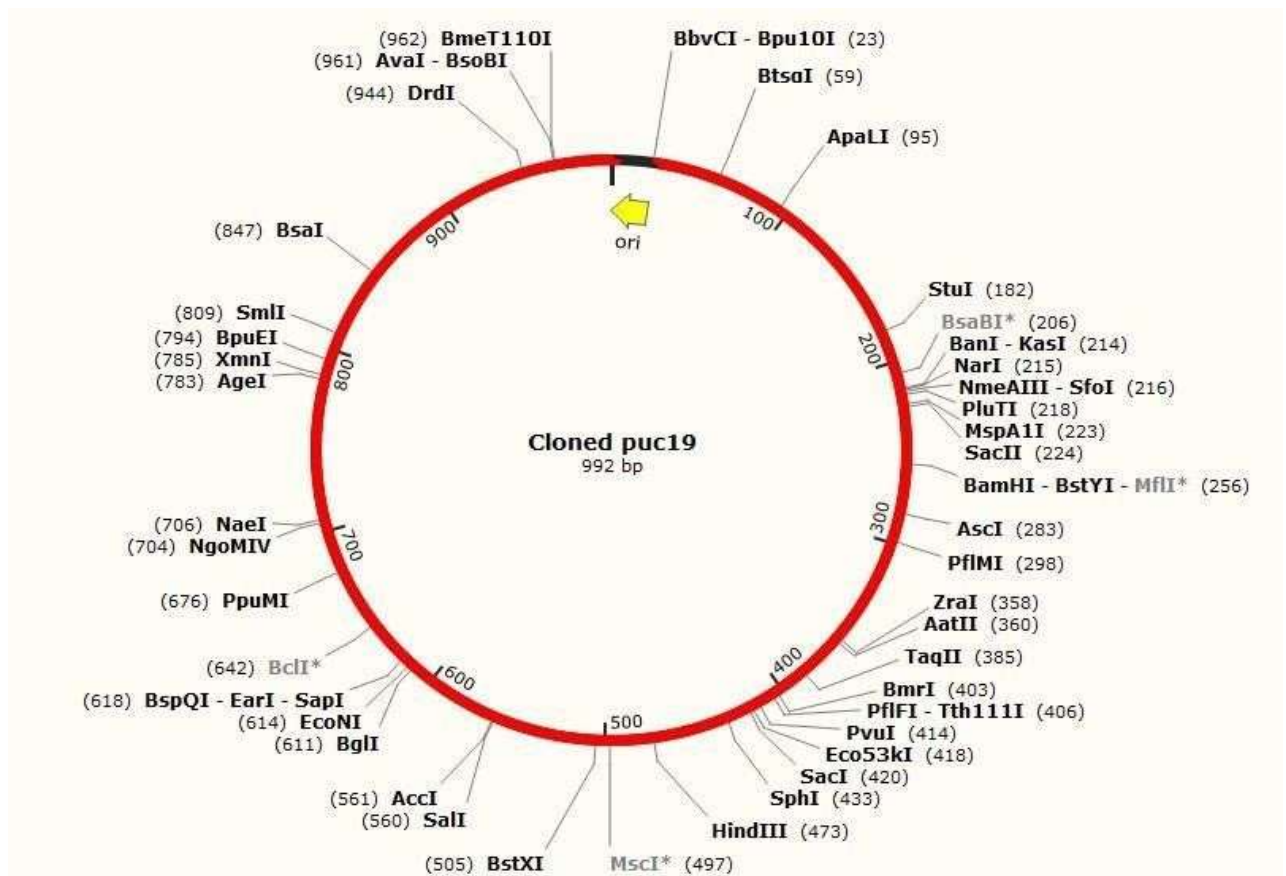 (962) BmeT110I
(961) AvaI - BsoBI
(944) DrdI
BbvCI - Bpu10I (23)
BtsαI (59)
ApaLI (95)
ori
100
900
(847) BsaI
StuI (182)
BsaBI* (206)
BanI - KasI (214)
NarI (215)
NmeAIII - SfoI (216)
PluTI (218)
MspA1I (223)
SacII (224)
BamHI - BstYI - MflI* (256)
200
(809) SmlI
(794) BpuEI
(785) XmnI
(783) AgeI
800
Cloned puc19
992 bp
AscI (283)
PflMI (298)
300
(706) NaeI
(704) NgoMIV
700
(676) PpuMI
ZraI (358)
AatII (360)
TaqII (385)
400
BmrI (403)
PflFI - Tth111I (406)
PvuI (414)
Eco53kI (418)
SacI (420)
SphI (433)
HindIII (473)
(642) BclI*
(618) BspQI - EarI - SapI
(614) EcoNI
(611) BglI
600
500
(561) AccI
(560) SalI
(505) BstXI
MscI* (497)